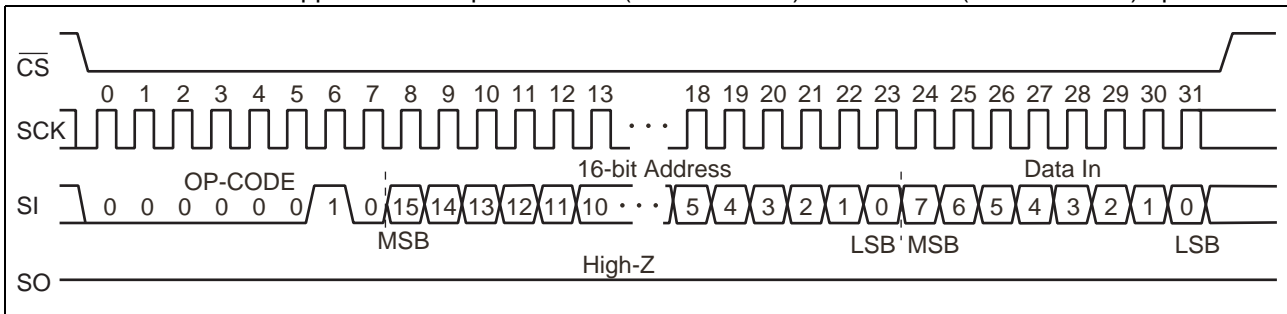 CS
0 1 2 3 4 5 6 7 8 9 10 11 12 13 18 19 20 21 22 23 24 25 26 27 28 29 30 31
SCK
OP-CODE 16-bit Address Data In
SI 0 0 0 0 0 0 1 0 15 14 13 12 11 10 5 4 3 2 1 0 7 6 5 4 3 2 1 0
MSB LSB MSB LSB
High-Z
SO